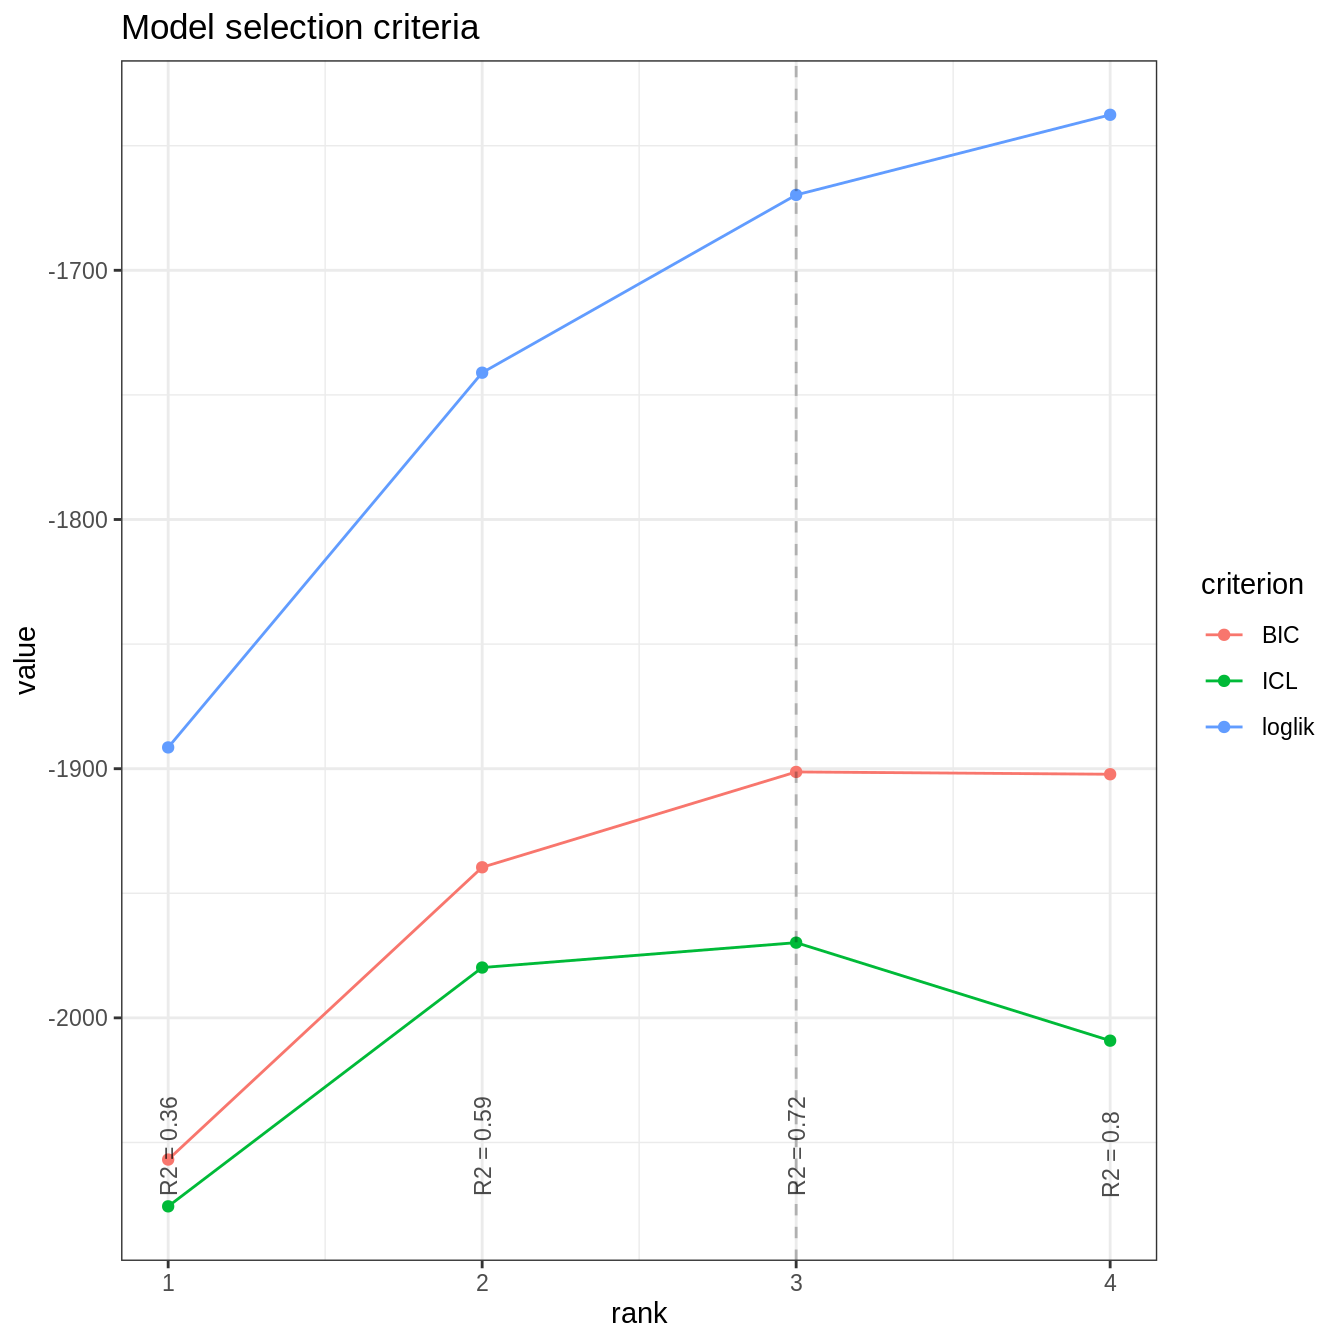 Model selection criteria
value
-1700
-1800
-1900
-2000
R2 = 0.36
R2 = 0.59
R2 = 0.72
R2 = 0.8
1
2
3
4
rank
criterion
BIC
ICL
loglik